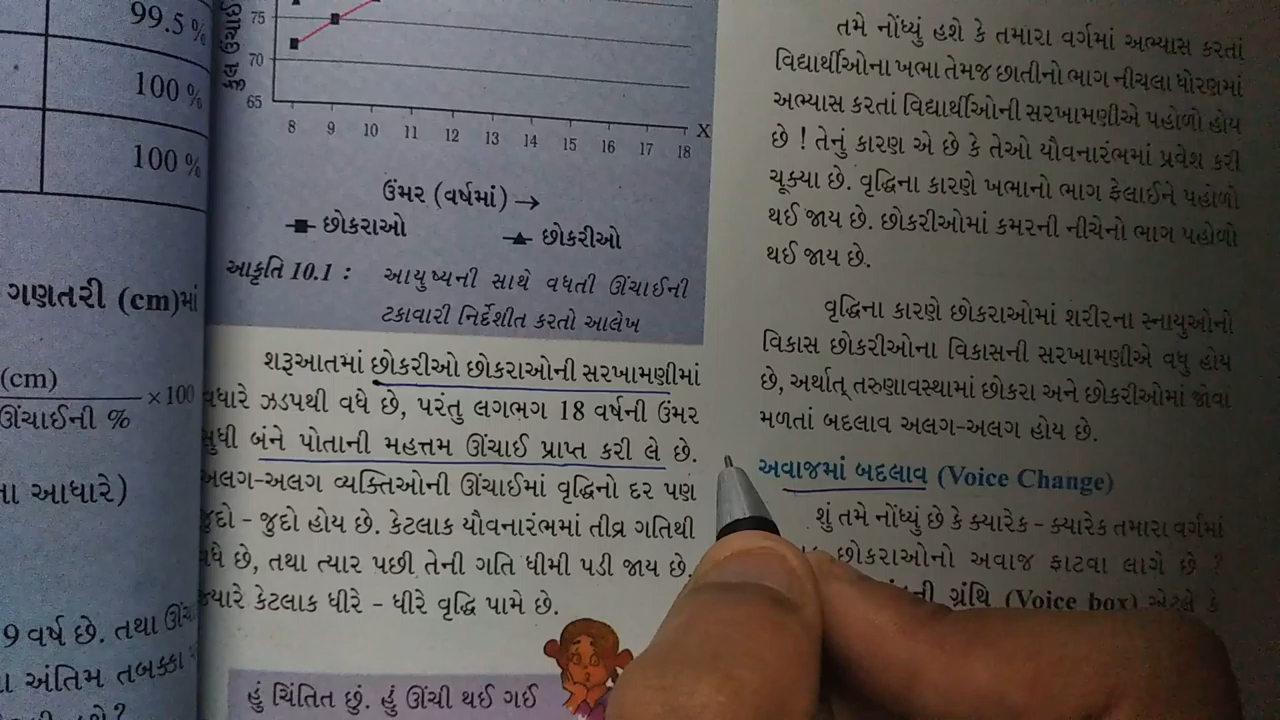 99.5 %
100 %
100 %
ગણતરી (cm)માં
(cm)
ઊંચાઈની % × 100
ના આધારે)
9 વર્ષ છે. તથા
અંતિમ તબક્કા
કુલ ઉંચાઈ
75
70
65
8 9 10 11 12 13 14 15 16 17 18 X
ઉંમર (વર્ષમાં) →
છોકરાઓ છોકરીઓ
આકૃતિ 10.1 : આયુષ્યની સાથે વધતી ઊંચાઈની
ટકાવારી નિર્દેશીત કરતો આલેખ
શરૂઆતમાં છોકરીઓ છોકરાઓની સરખામણીમાં
વધારે ઝડપથી વધે છે, પરંતુ લગભગ 18 વર્ષની ઉંમર
સુધી બંને પોતાની મહત્તમ ઊંચાઈ પ્રાપ્ત કરી લે છે.
અલગ-અલગ વ્યક્તિઓની ઊંચાઈમાં વૃદ્ધિનો દર પણ
જુદો - જુદો હોય છે. કેટલાક યૌવનારંભમાં તીવ્ર ગતિથી
વધે છે, તથા ત્યાર પછી તેની ગતિ ધીમી પડી જાય છે.
જ્યારે કેટલાક ધીરે - ધીરે વૃદ્ધિ પામે છે.
હું ચિંતિત છું. હું ઊંચી થઈ ગઈ
તમે નોંધ્યું હશે કે તમારા વર્ગમાં અભ્યાસ કરતાં
વિદ્યાર્થીઓના ખભા તેમજ છાતીનો ભાગ નીચલા ધોરણમાં
અભ્યાસ કરતાં વિદ્યાર્થીઓની સરખામણીએ પહોળો હોય
છે ! તેનું કારણ એ છે કે તેઓ યૌવનારંભમાં પ્રવેશ કરી
ચૂક્યા છે. વૃદ્ધિના કારણે ખભાનો ભાગ ફેલાઈને પહોળો
થઈ જાય છે. છોકરીઓમાં કમરની નીચેનો ભાગ પહોળો
થઈ જાય છે.
વૃદ્ધિના કારણે છોકરાઓમાં શરીરના સ્નાયુઓનો
વિકાસ છોકરીઓના વિકાસની સરખામણીએ વધુ હોય
છે, અર્થાત્ તરુણાવસ્થામાં છોકરા અને છોકરીઓમાં જોવા
મળતાં બદલાવ અલગ-અલગ હોય છે.
અવાજમાં બદલાવ (Voice Change)
શું તમે નોંધ્યું છે કે ક્યારેક - ક્યારેક તમારા વર્ગમાં
છોકરાઓનો અવાજ ફાટવા લાગે છે ?
ગ્રંથિ (Voice box) એટલે કે